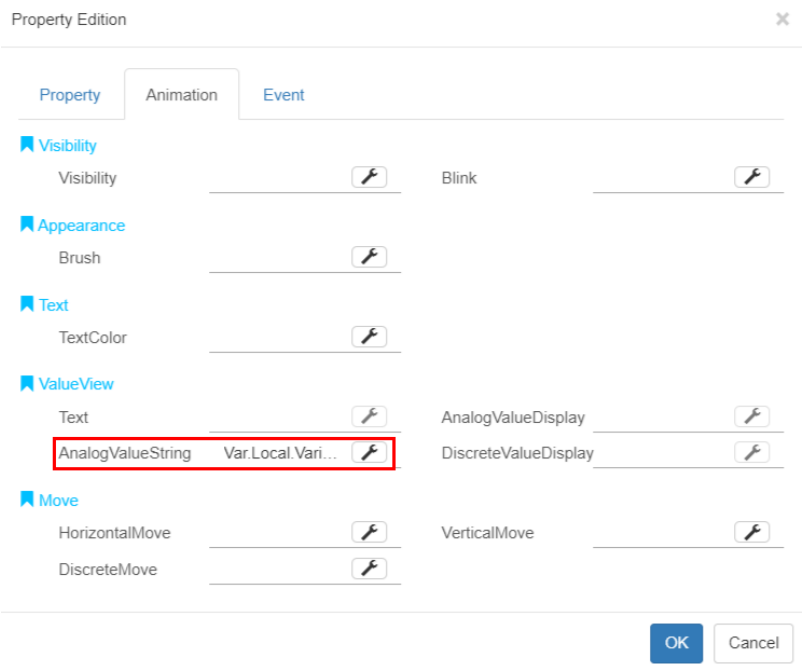 Property Edition ×
Property Animation Event
Visibility
Visibility Blink
Appearance
Brush
Text
TextColor
ValueView
Text AnalogValueDisplay
AnalogValueString Var.Local.Vari... DiscreteValueDisplay
Move
HorizontalMove VerticalMove
DiscreteMove
OK Cancel